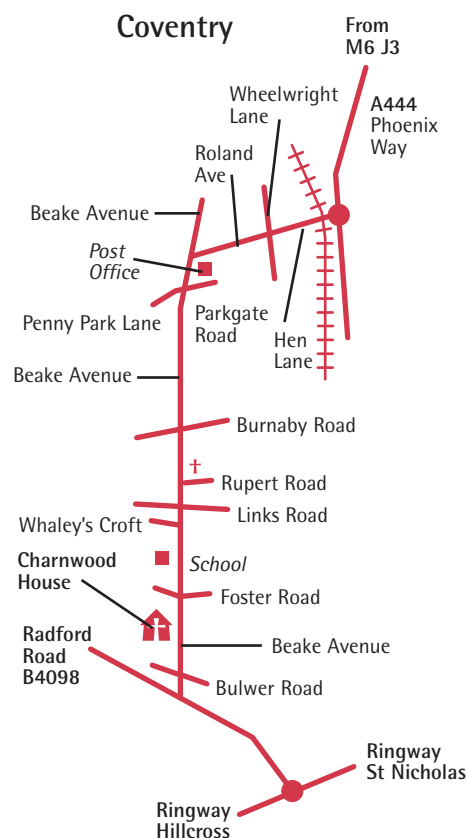 Coventry
From
M6 J3
Wheelwright
Lane
A444
Phoenix
Way
Roland
Ave
Beake Avenue
Post
Office
Penny Park Lane
Parkgate
Road
Hen
Lane
Beake Avenue
Burnaby Road
Rupert Road
Links Road
Whaley's Croft
School
Charnwood
House
Foster Road
Radford
Road
B4098
Beake Avenue
Bulwer Road
Ringway
St Nicholas
Ringway
Hillcross